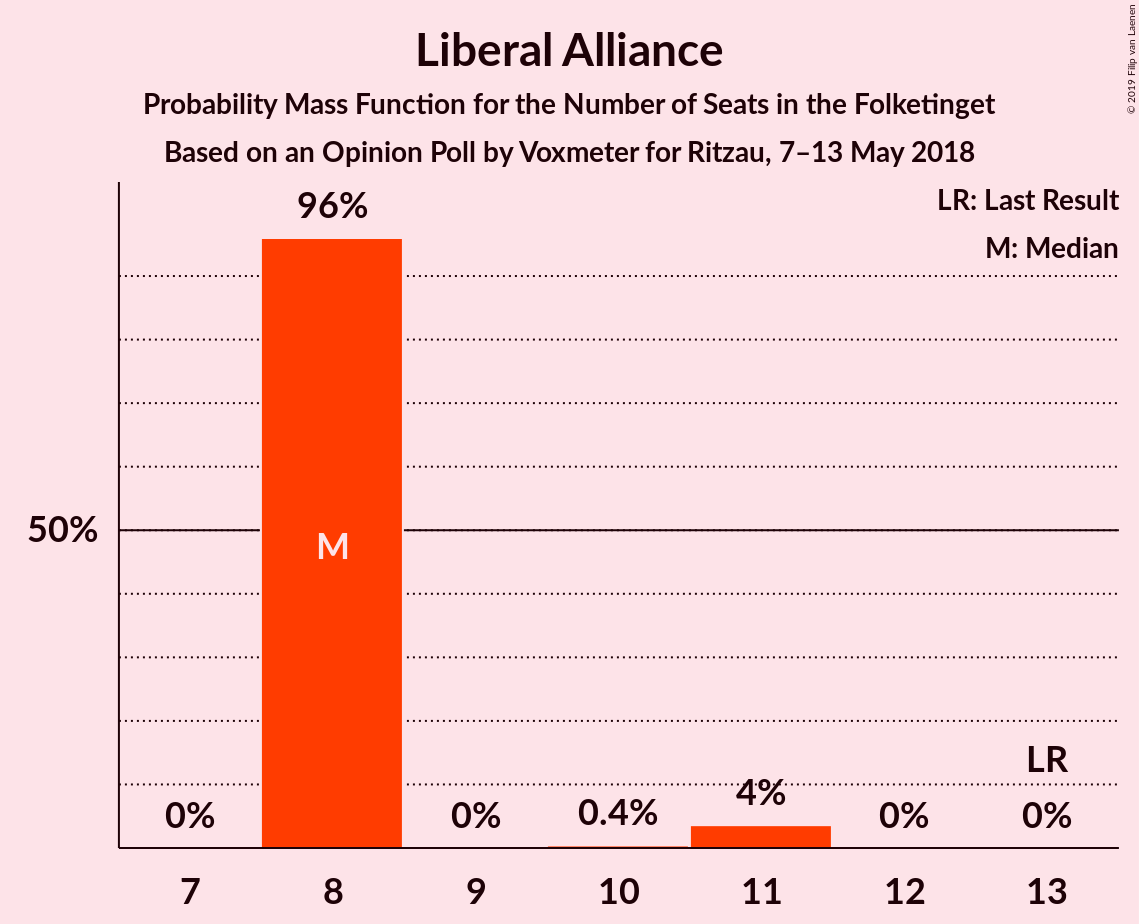 Liberal Alliance
Probability Mass Function for the Number of Seats in the Folketinget
Based on an Opinion Poll by Voxmeter for Ritzau, 7–13 May 2018
© 2019 Filip van Laenen
LR: Last Result
M: Median
96%
50%
M
LR
0%
0%
0.4%
4%
0%
0%
7 8 9 10 11 12 13